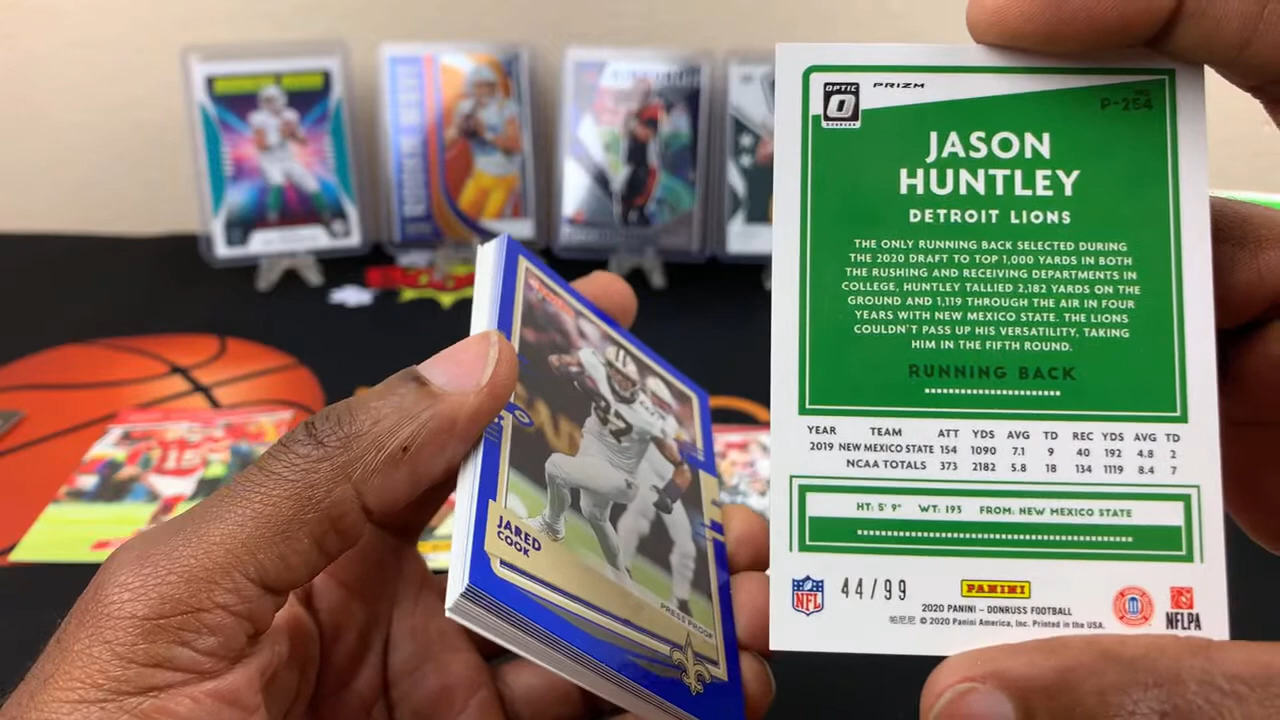 OPTIC
DONRUSS
PRIZM
NO.
P-254
JASON
HUNTLEY
DETROIT LIONS
THE ONLY RUNNING BACK SELECTED DURING
THE 2020 DRAFT TO TOP 1,000 YARDS IN BOTH
THE RUSHING AND RECEIVING DEPARTMENTS IN
COLLEGE, HUNTLEY TALLIED 2,182 YARDS ON THE
GROUND AND 1,119 THROUGH THE AIR IN FOUR
YEARS WITH NEW MEXICO STATE. THE LIONS
COULDN'T PASS UP HIS VERSATILITY, TAKING
HIM IN THE FIFTH ROUND.
RUNNING BACK
YEAR TEAM ATT YDS AVG TD REC YDS AVG TD
2019 NEW MEXICO STATE 154 1090 7.1 9 40 192 4.8 2
NCAA TOTALS 373 2182 5.8 18 134 1119 8.4 7
HT: 5' 9" WT: 193 FROM: NEW MEXICO STATE
NFL
44/99
PANINI
2020 PANINI – DONRUSS FOOTBALL
帕尼尼 © 2020 Panini America, Inc. Printed in the USA.
NFLPA
JARED
COOK
PRESS PROOF